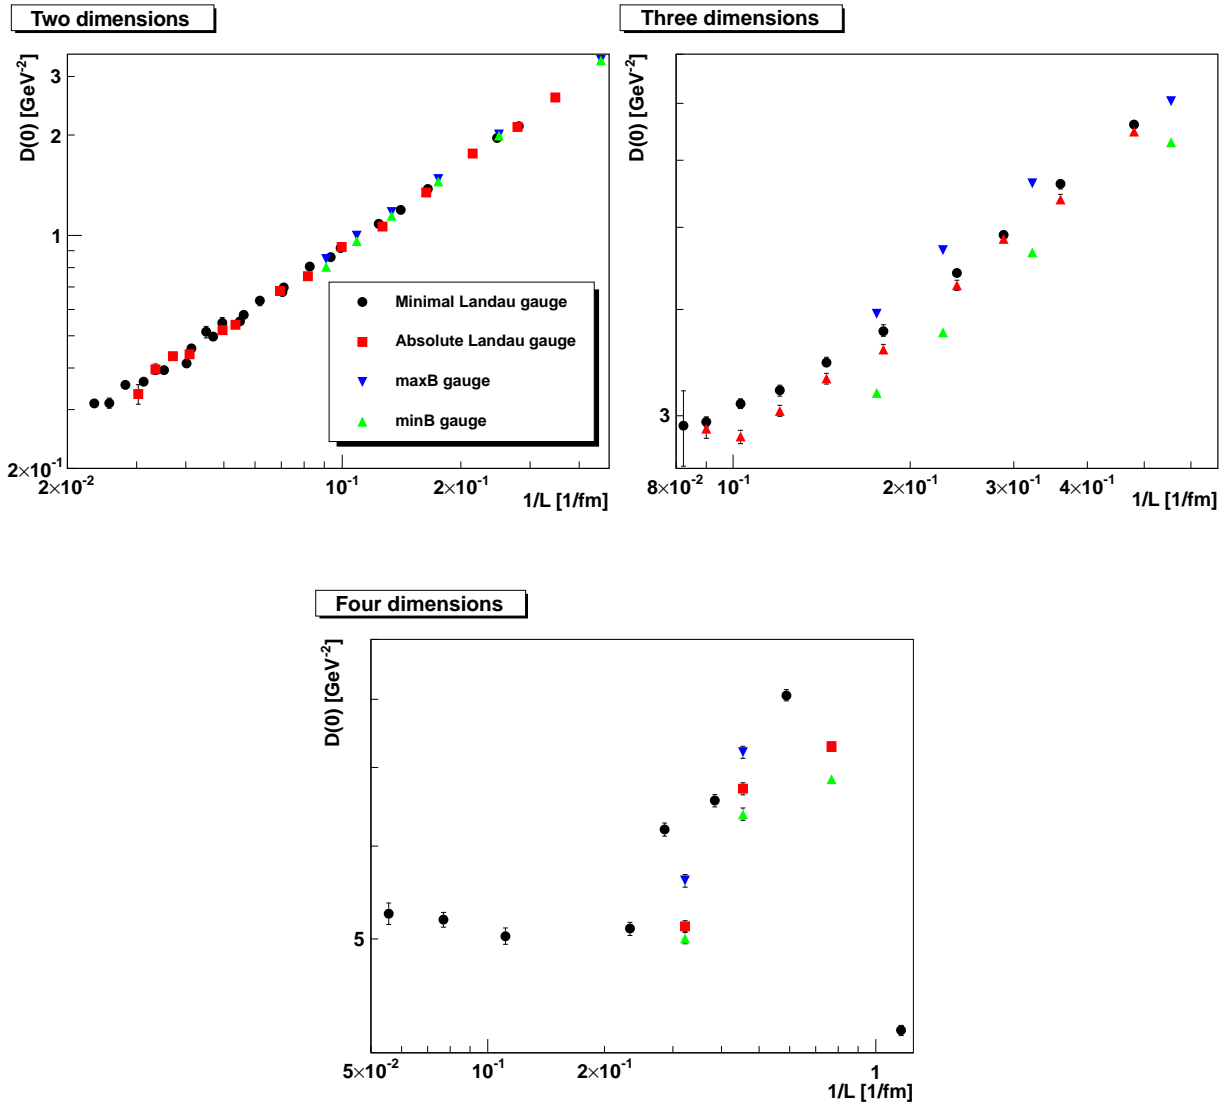 Two dimensions
D(0) [GeV⁻²]
3
2
1
2×10⁻¹
2×10⁻²
10⁻¹
2×10⁻¹
1/L [1/fm]
Minimal Landau gauge
Absolute Landau gauge
maxB gauge
minB gauge
Three dimensions
D(0) [GeV⁻²]
3
8×10⁻²
10⁻¹
2×10⁻¹
3×10⁻¹
4×10⁻¹
1/L [1/fm]
Four dimensions
D(0) [GeV⁻²]
5
5×10⁻²
10⁻¹
2×10⁻¹
1
1/L [1/fm]